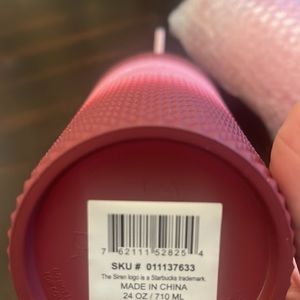 7 62111 52825 4
SKU # 011137633
The Siren logo is a Starbucks trademark.
MADE IN CHINA
24 OZ / 710 ML